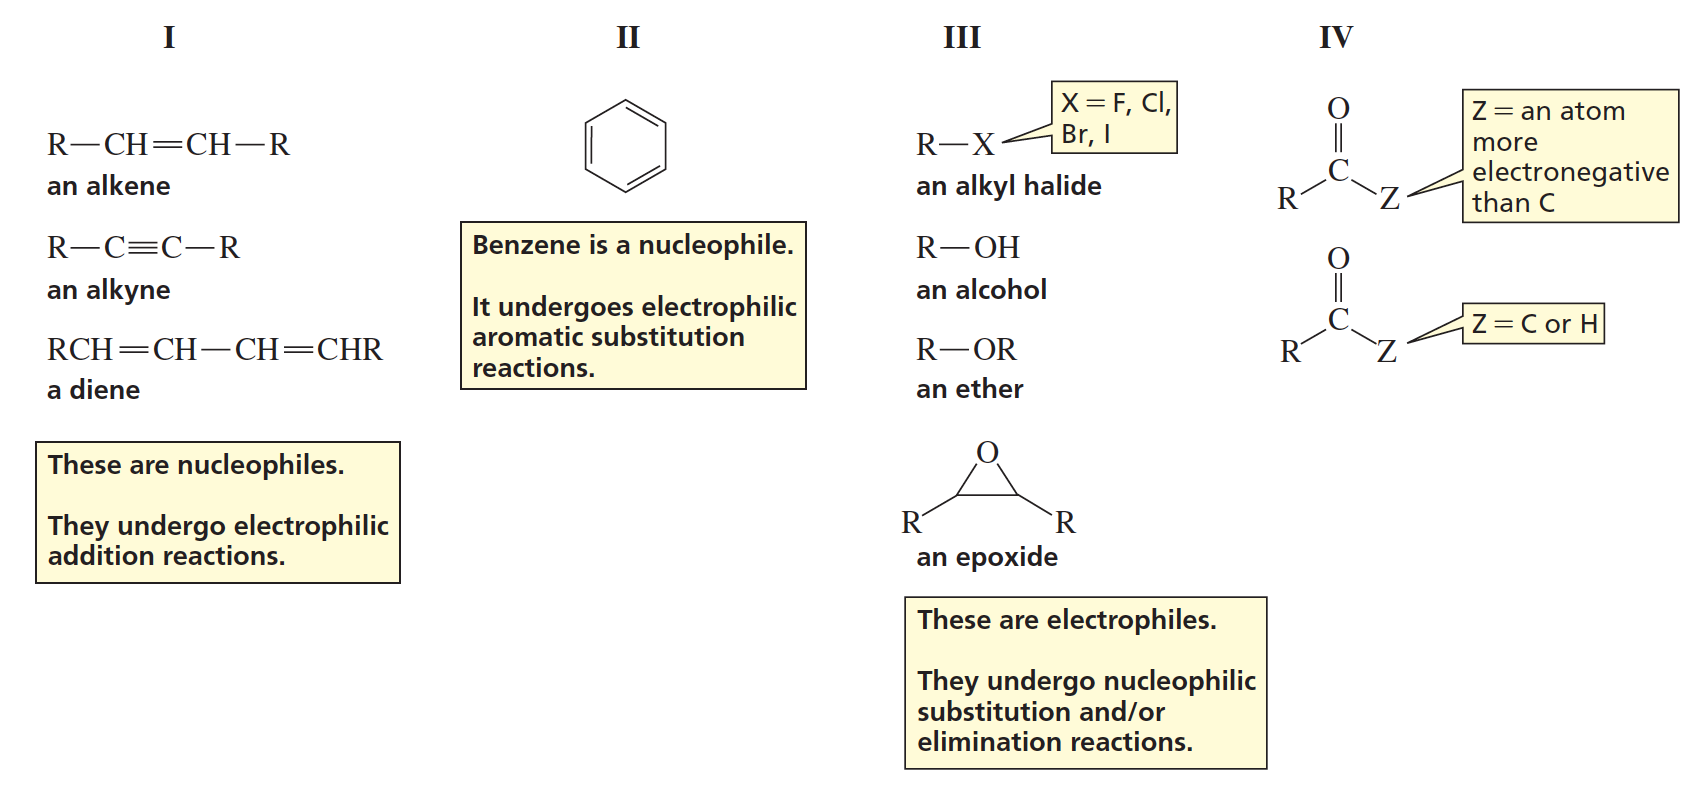 I
II
III
IV
R—CH=CH—R
an alkene
R—C≡C—R
an alkyne
RCH=CH—CH=CHR
a diene
These are nucleophiles.
They undergo electrophilic
addition reactions.
Benzene is a nucleophile.
It undergoes electrophilic
aromatic substitution
reactions.
R—X
X = F, Cl,
Br, I
an alkyl halide
R—OH
an alcohol
R—OR
an ether
O
R
R
an epoxide
These are electrophiles.
They undergo nucleophilic
substitution and/or
elimination reactions.
O
C
R
Z
Z = an atom
more
electronegative
than C
O
C
R
Z
Z = C or H